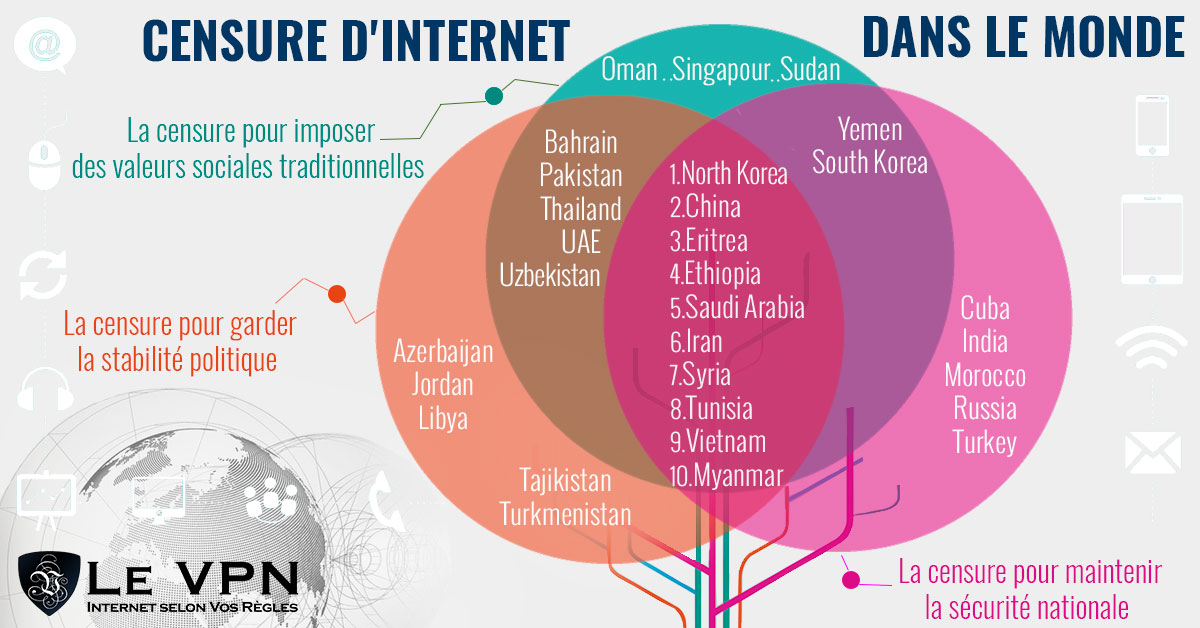 CENSURE D'INTERNET
DANS LE MONDE
@
Oman..Singapour..Sudan
La censure pour imposer
des valeurs sociales traditionnelles
Bahrain
Pakistan
Thailand
UAE
Uzbekistan
1.North Korea
2.China
3.Eritrea
4.Ethiopia
5.Saudi Arabia
6.Iran
7.Syria
8.Tunisia
9.Vietnam
10.Myanmar
Yemen
South Korea
La censure pour garder
la stabilité politique
Azerbaijan
Jordan
Libya
Cuba
India
Morocco
Russia
Turkey
Tajikistan
Turkmenistan
La censure pour maintenir
la sécurité nationale
LE VPN
INTERNET SELON VOS RÈGLES